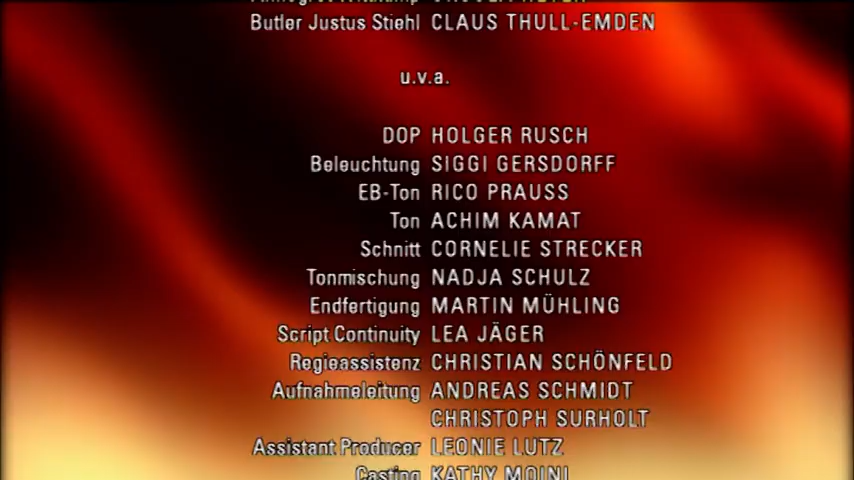 Butler Justus Stiehl CLAUS THULL-EMDEN
u.v.a.
DOP HOLGER RUSCH
Beleuchtung SIGGI GERSDORFF
EB-Ton RICO PRAUSS
Ton ACHIM KAMAT
Schnitt CORNELIE STRECKER
Tonmischung NADJA SCHULZ
Endfertigung MARTIN MÜHLING
Script Continuity LEA JÄGER
Regieassistenz CHRISTIAN SCHÖNFELD
Aufnahmeleitung ANDREAS SCHMIDT
CHRISTOPH SURHOLT
Assistant Producer LEONIE LUTZ
Casting KATHY MOINI